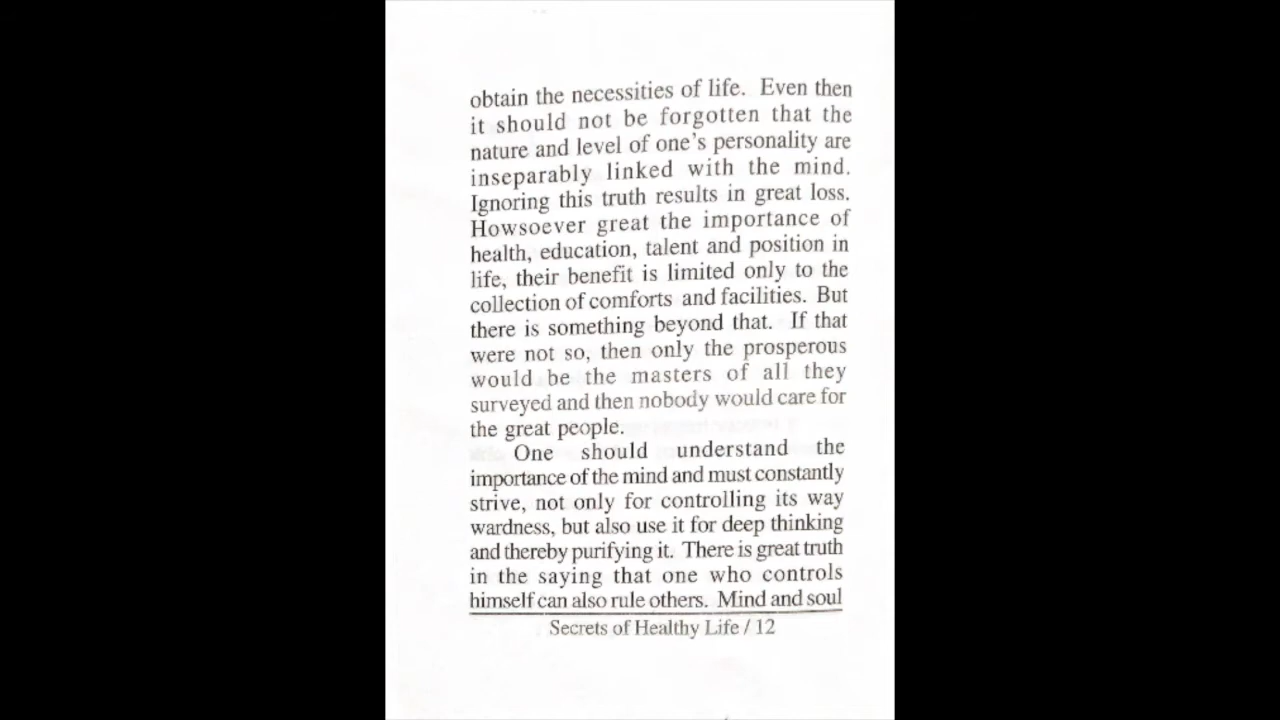 obtain the necessities of life. Even then
it should not be forgotten that the
nature and level of one's personality are
inseparably linked with the mind.
Ignoring this truth results in great loss.
Howsoever great the importance of
health, education, talent and position in
life, their benefit is limited only to the
collection of comforts and facilities. But
there is something beyond that. If that
were not so, then only the prosperous
would be the masters of all they
surveyed and then nobody would care for
the great people.
One should understand the
importance of the mind and must constantly
strive, not only for controlling its way
wardness, but also use it for deep thinking
and thereby purifying it. There is great truth
in the saying that one who controls
himself can also rule others. Mind and soul
Secrets of Healthy Life / 12